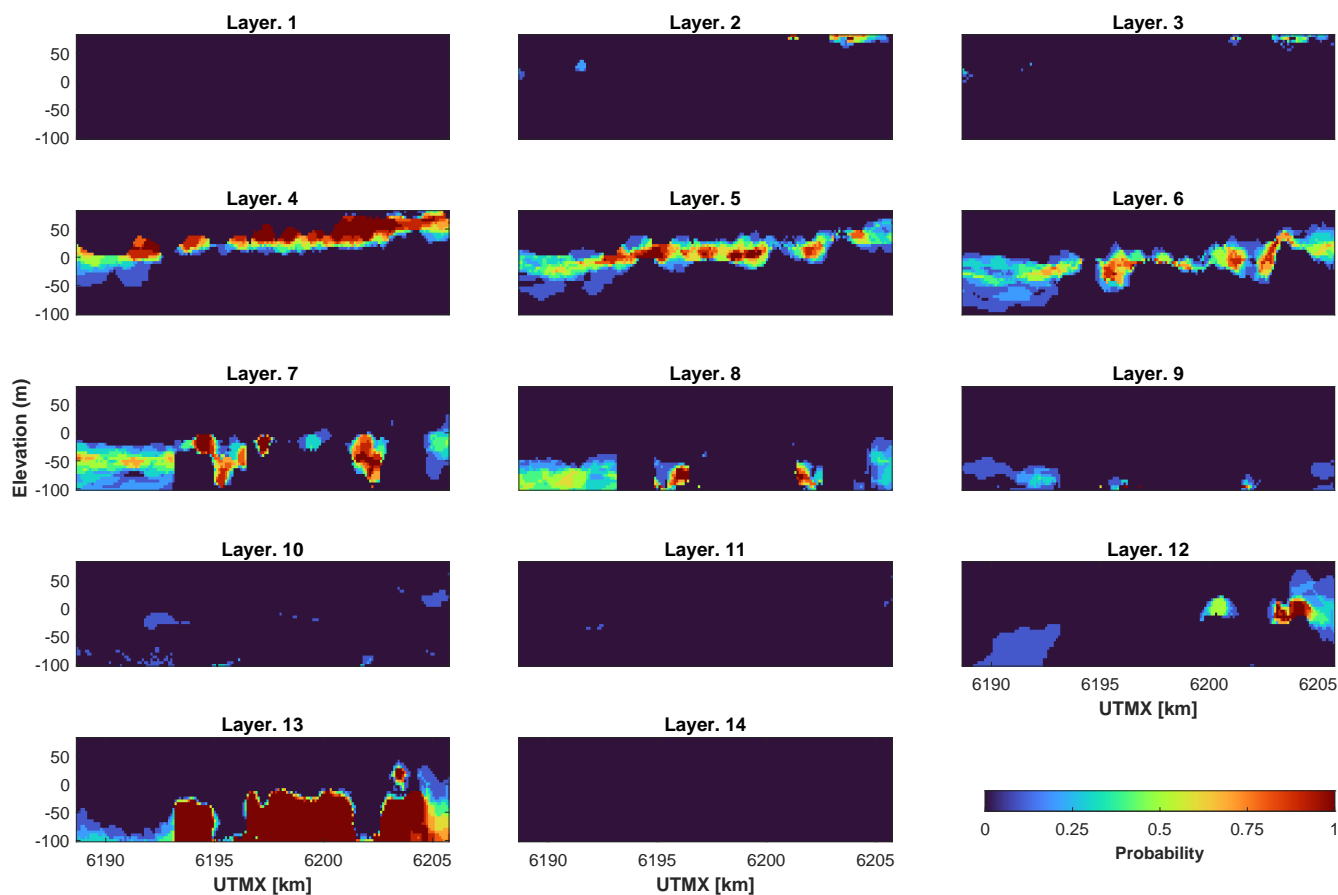 Layer. 1
Layer. 2
Layer. 3
50
0
-50
-100
Layer. 4
Layer. 5
Layer. 6
50
0
-50
-100
Layer. 7
Layer. 8
Layer. 9
50
0
-50
-100
Elevation (m)
Layer. 10
Layer. 11
Layer. 12
50
0
-50
-100
6190 6195 6200 6205
UTMX [km]
Layer. 13
Layer. 14
50
0
-50
-100
6190 6195 6200 6205
UTMX [km]
6190 6195 6200 6205
UTMX [km]
0 0.25 0.5 0.75 1
Probability